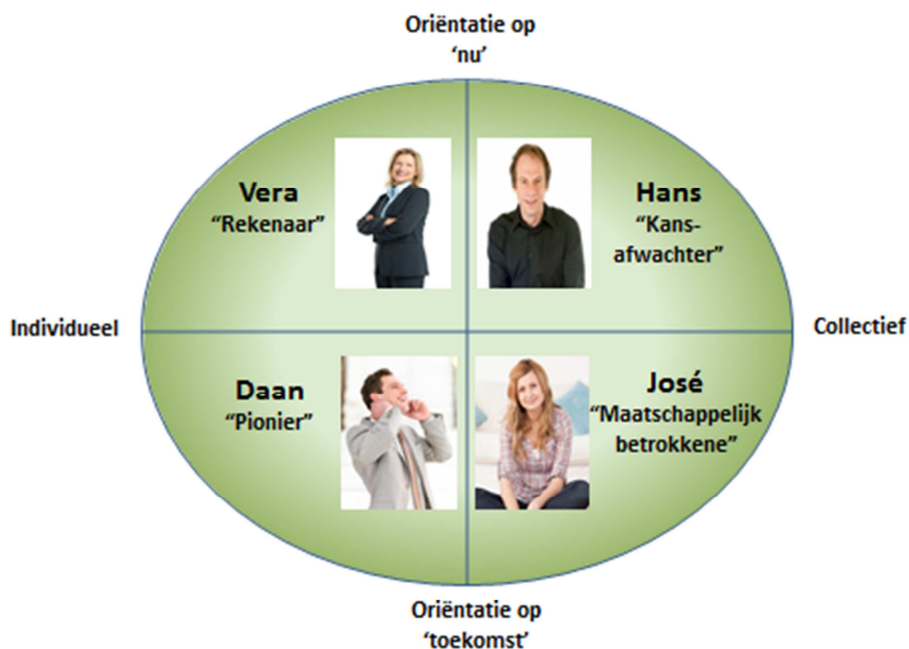 Oriëntatie op
‘nu’
Vera
“Rekenaar”
Hans
“Kans-
afwachter”
Individueel
Collectief
Daan
“Pionier”
José
“Maatschappelijk
betrokkene”
Oriëntatie op
‘toekomst’